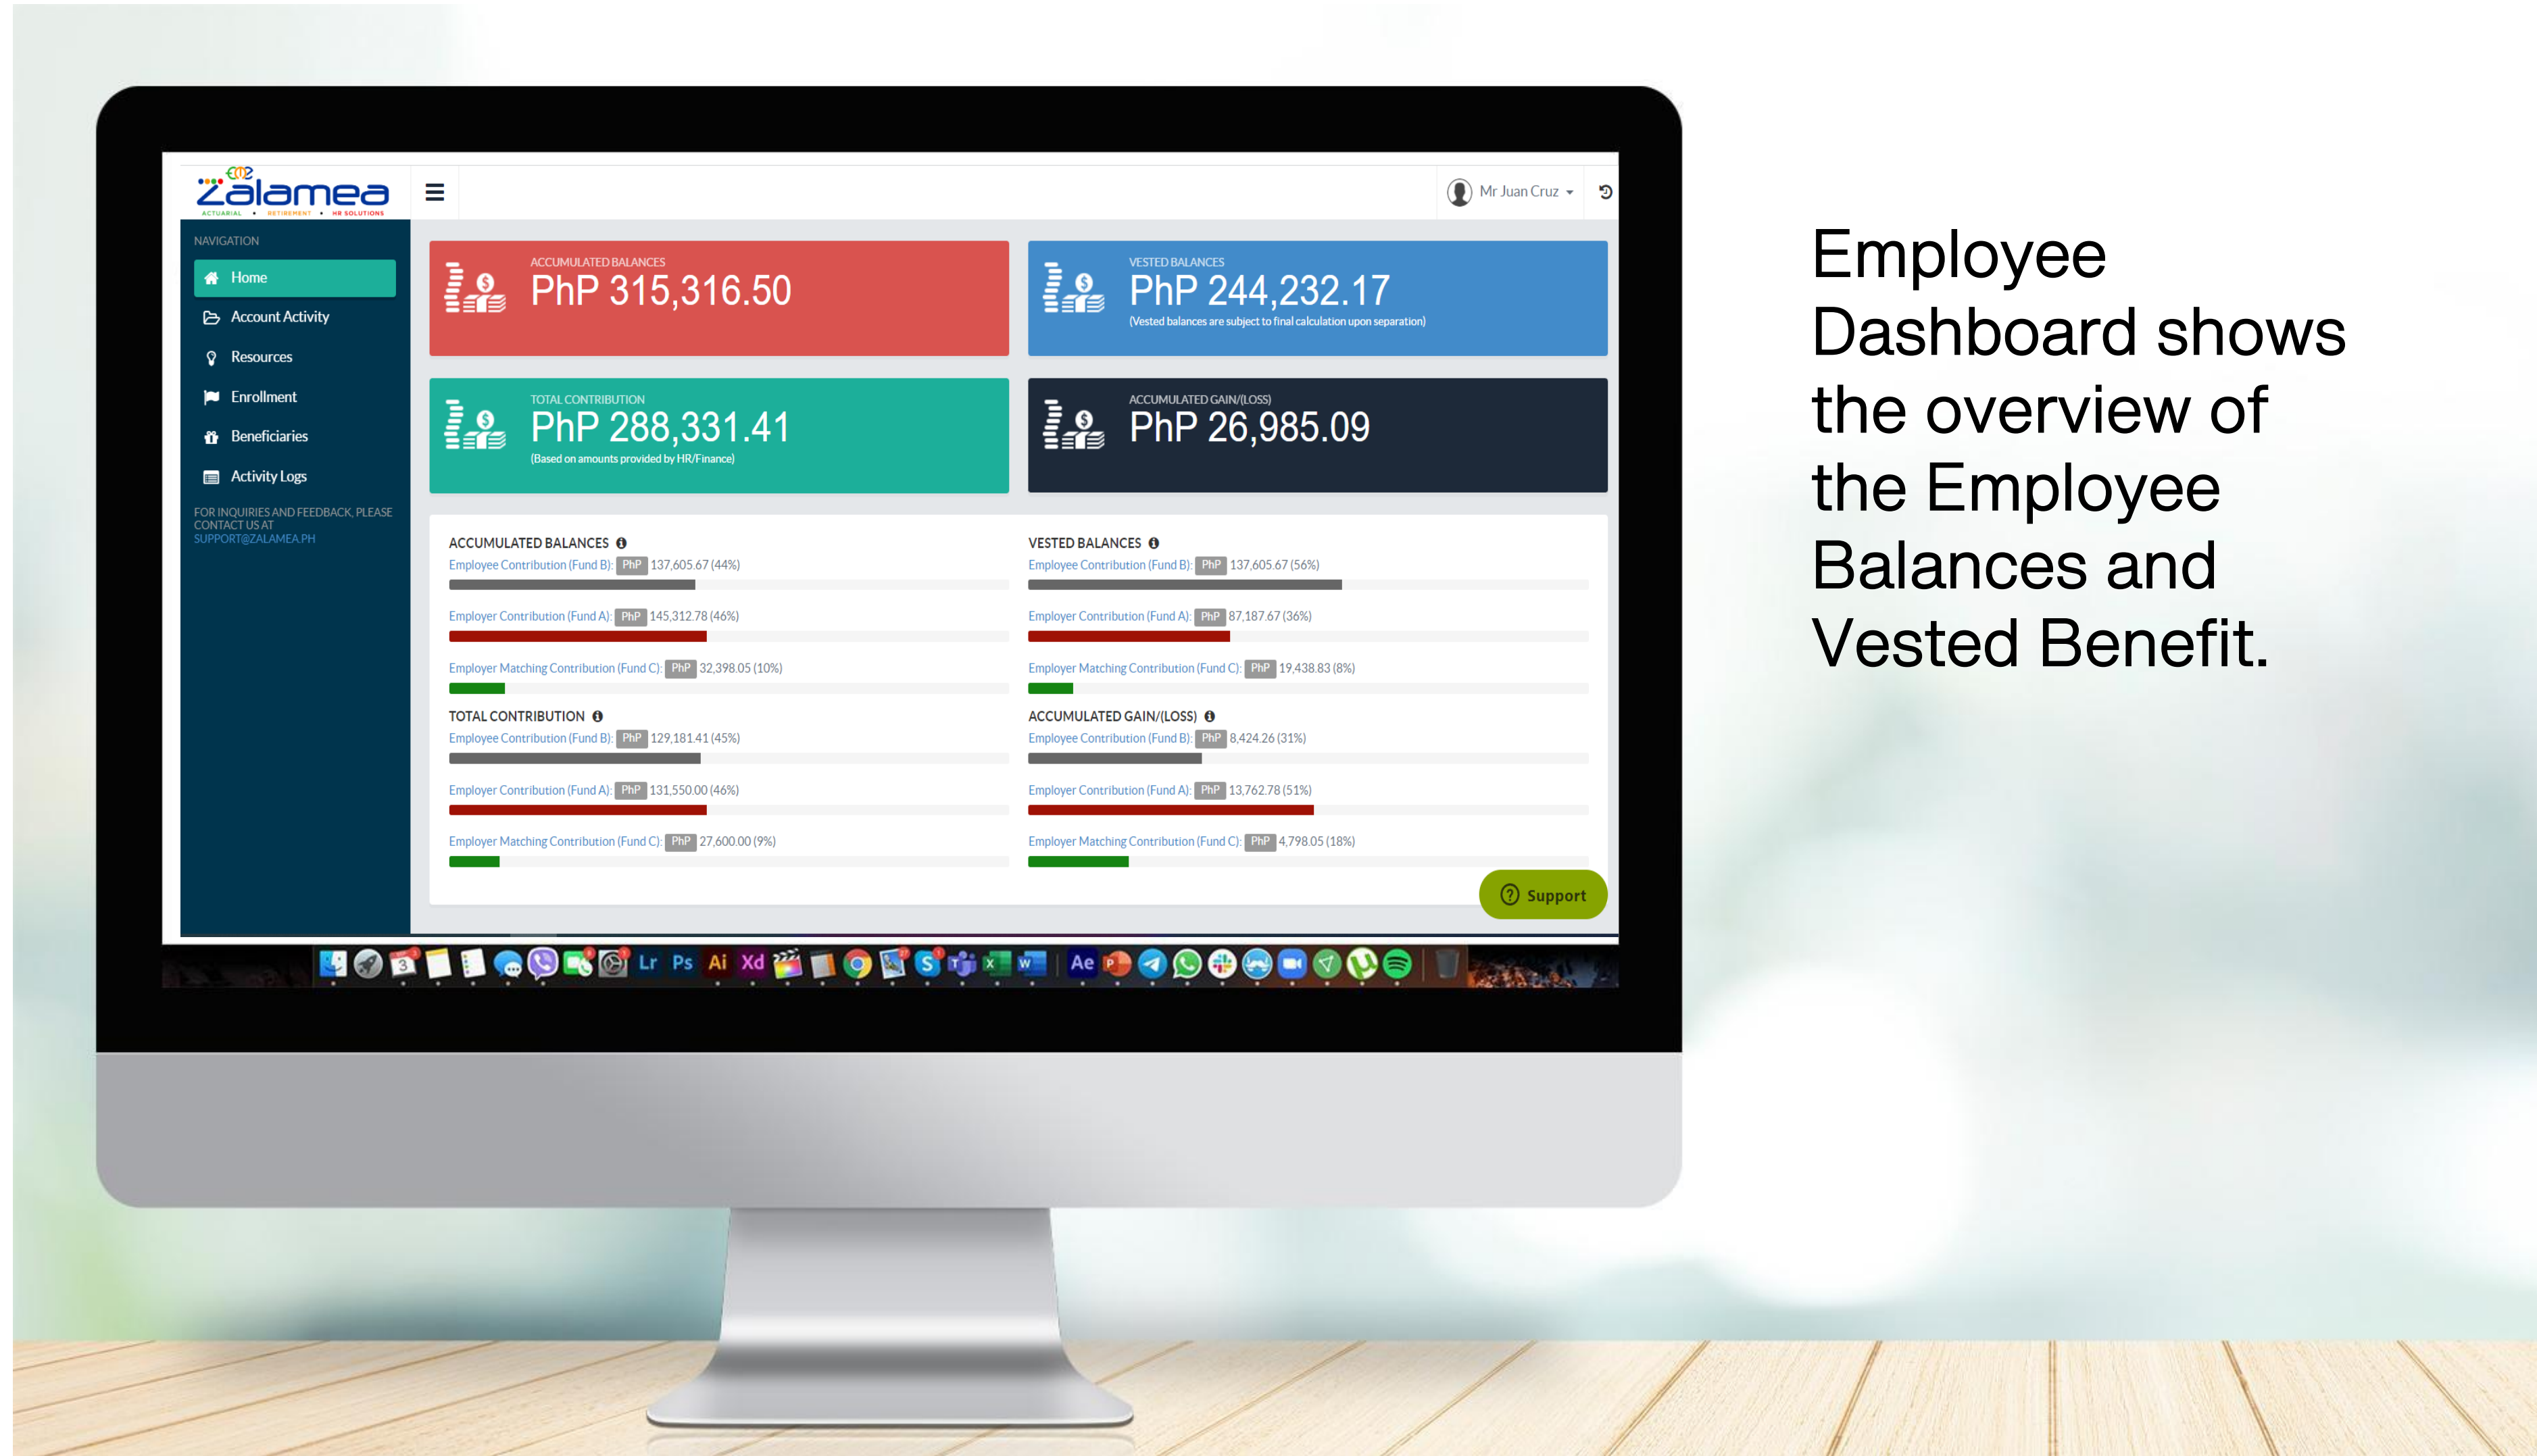 Zalamea
ACTUARIAL • RETIREMENT • HR SOLUTIONS
Mr Juan Cruz
NAVIGATION
Home
Account Activity
Resources
Enrollment
Beneficiaries
Activity Logs
FOR INQUIRIES AND FEEDBACK, PLEASE
CONTACT US AT
SUPPORT@ZALAMEA.PH
ACCUMULATED BALANCES
PhP 315,316.50
VESTED BALANCES
PhP 244,232.17
(Vested balances are subject to final calculation upon separation)
TOTAL CONTRIBUTION
PhP 288,331.41
(Based on amounts provided by HR/Finance)
ACCUMULATED GAIN/(LOSS)
PhP 26,985.09
ACCUMULATED BALANCES
Employee Contribution (Fund B): PhP 137,605.67 (44%)
Employer Contribution (Fund A): PhP 145,312.78 (46%)
Employer Matching Contribution (Fund C): PhP 32,398.05 (10%)
VESTED BALANCES
Employee Contribution (Fund B): PhP 137,605.67 (56%)
Employer Contribution (Fund A): PhP 87,187.67 (36%)
Employer Matching Contribution (Fund C): PhP 19,438.83 (8%)
TOTAL CONTRIBUTION
Employee Contribution (Fund B): PhP 129,181.41 (45%)
Employer Contribution (Fund A): PhP 131,550.00 (46%)
Employer Matching Contribution (Fund C): PhP 27,600.00 (9%)
ACCUMULATED GAIN/(LOSS)
Employee Contribution (Fund B): PhP 8,424.26 (31%)
Employer Contribution (Fund A): PhP 13,762.78 (51%)
Employer Matching Contribution (Fund C): PhP 4,798.05 (18%)
Support
3 Lr Ps Ai Xd S T X W Ae P
Employee
Dashboard shows
the overview of
the Employee
Balances and
Vested Benefit.